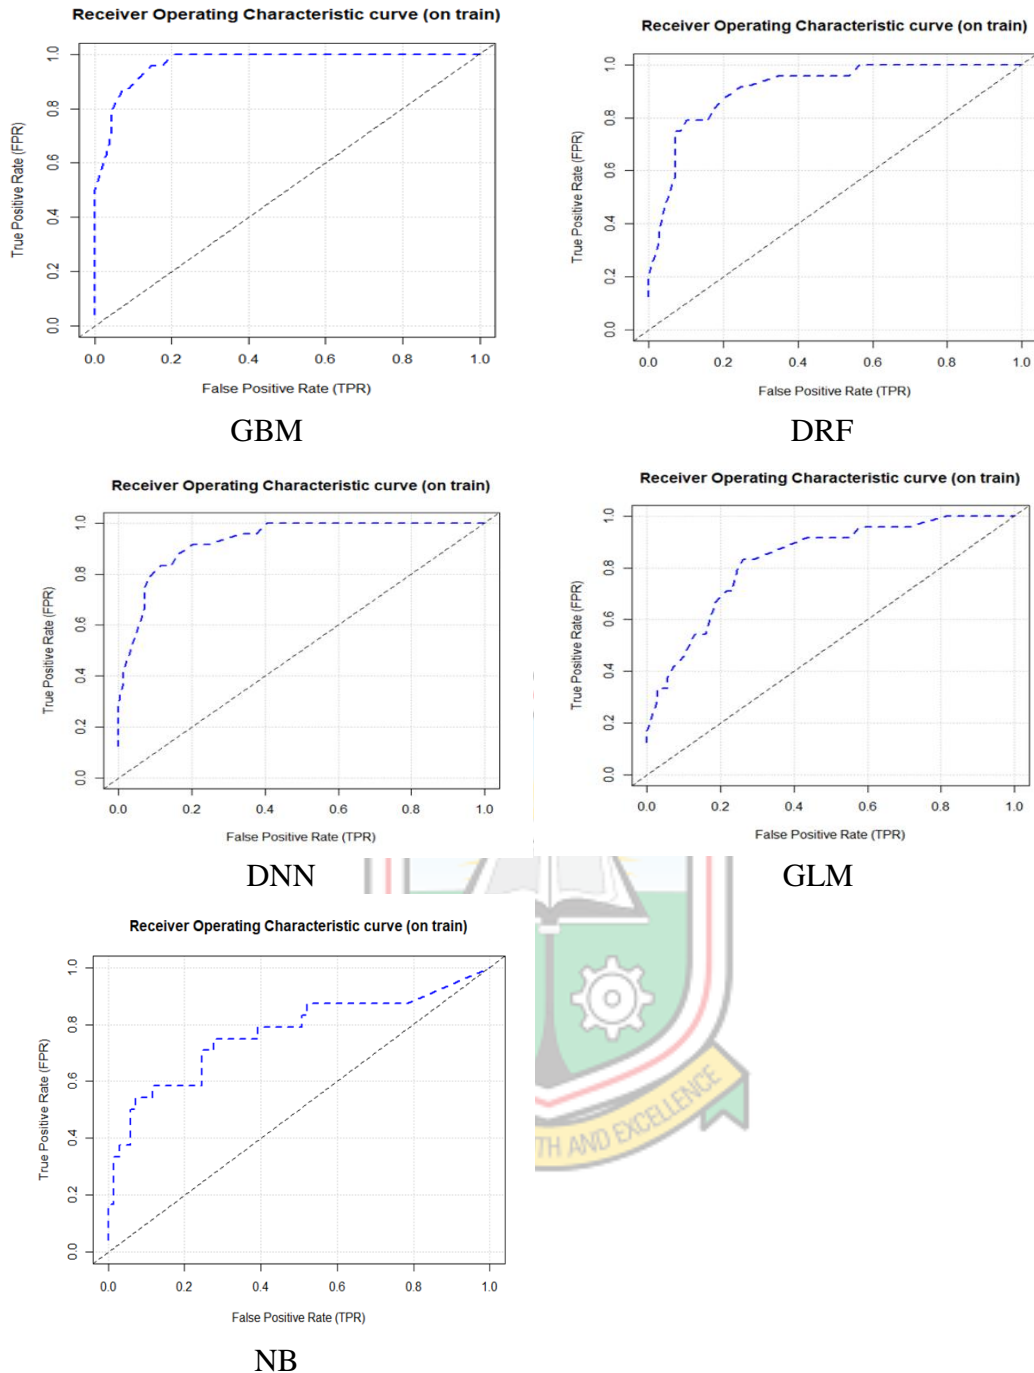 Receiver Operating Characteristic curve (on train)
True Positive Rate (FPR)
0.0 0.2 0.4 0.6 0.8 1.0
0.0 0.2 0.4 0.6 0.8 1.0
False Positive Rate (TPR)
GBM
Receiver Operating Characteristic curve (on train)
True Positive Rate (FPR)
0.0 0.2 0.4 0.6 0.8 1.0
0.0 0.2 0.4 0.6 0.8 1.0
False Positive Rate (TPR)
DRF
Receiver Operating Characteristic curve (on train)
True Positive Rate (FPR)
0.0 0.2 0.4 0.6 0.8 1.0
0.0 0.2 0.4 0.6 0.8 1.0
False Positive Rate (TPR)
DNN
Receiver Operating Characteristic curve (on train)
True Positive Rate (FPR)
0.0 0.2 0.4 0.6 0.8 1.0
0.0 0.2 0.4 0.6 0.8 1.0
False Positive Rate (TPR)
GLM
Receiver Operating Characteristic curve (on train)
True Positive Rate (FPR)
0.0 0.2 0.4 0.6 0.8 1.0
0.0 0.2 0.4 0.6 0.8 1.0
False Positive Rate (TPR)
NB
TH AND EXCELLENCE